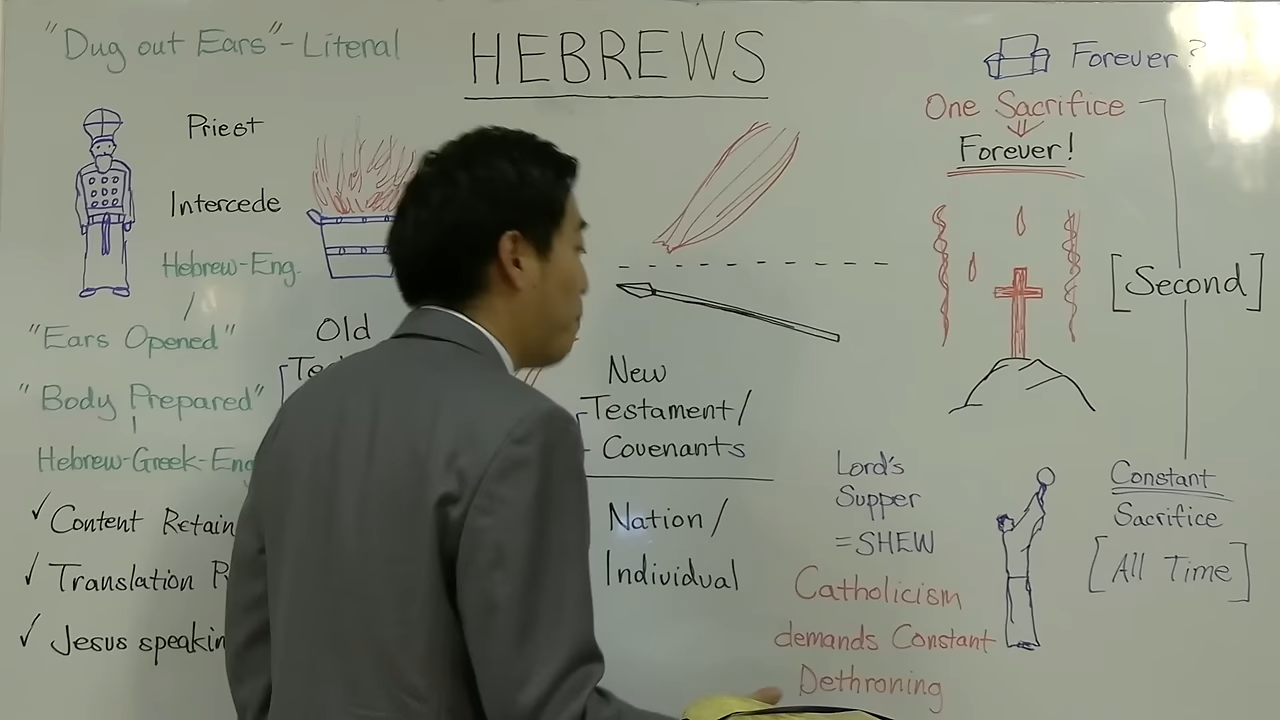 "Dug out Ears"-Literal
HEBREWS
Forever?
One Sacrifice
Forever!
Priest
Intercede
Hebrew-Eng.
"Ears Opened"
"Body Prepared"
Hebrew-Greek-Eng
✓ Content Retain
✓ Translation
✓ Jesus speakin
Old
New
Testament/
Covenants
Nation/
Individual
[Second]
Lord's
Supper
=SHEW
Catholicism
demands Constant
Dethroning
Constant
Sacrifice
[All Time]